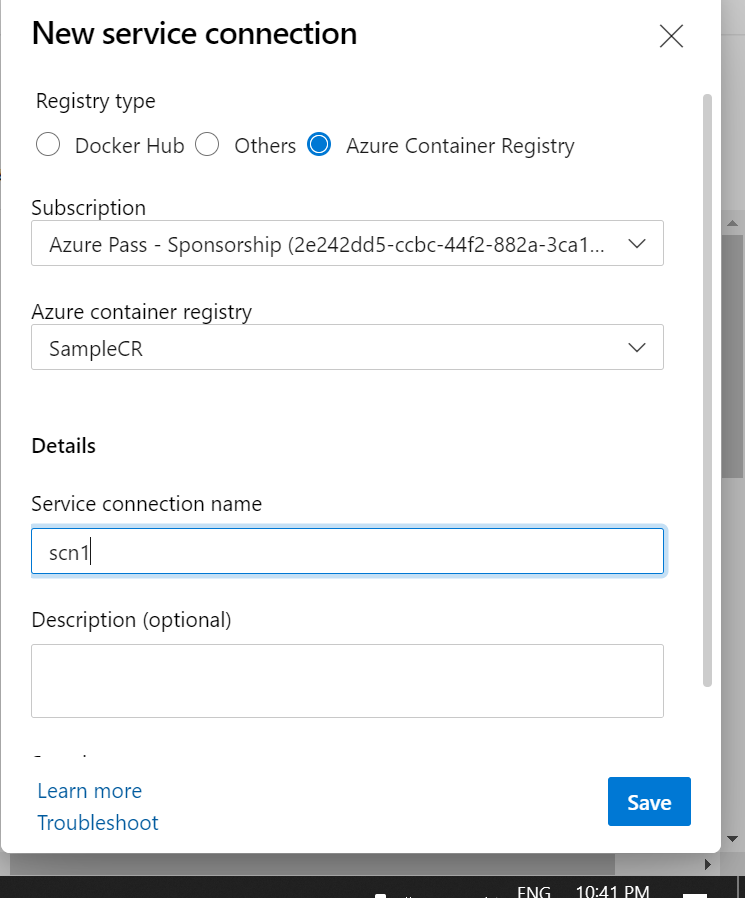 New service connection
Registry type
Docker Hub Others Azure Container Registry
Subscription
Azure Pass - Sponsorship (2e242dd5-ccbc-44f2-882a-3ca1...
Azure container registry
SampleCR
Details
Service connection name
scn1
Description (optional)
Learn more
Troubleshoot
Save
ENG 10:41 PM